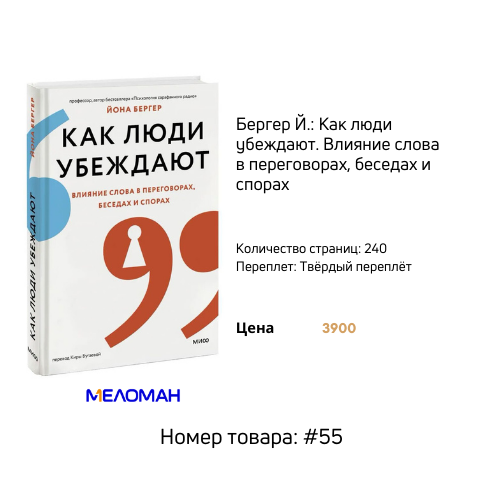 профессор, автор бестселлера «Психология сарафанного радио»
ЙОНА БЕРГЕР
КАК ЛЮДИ
УБЕЖДАЮТ
ВЛИЯНИЕ СЛОВА В ПЕРЕГОВОРАХ,
БЕСЕДАХ И СПОРАХ
МИФ
ЙОНА БЕРГЕР
КАК ЛЮДИ УБЕЖДАЮТ
МИФ
МЕЛОМАН
Бергер Й.: Как люди
убеждают. Влияние слова
в переговорах, беседах и
спорах
Количество страниц: 240
Переплет: Твёрдый переплёт
Цена 3900
Номер товара: #55